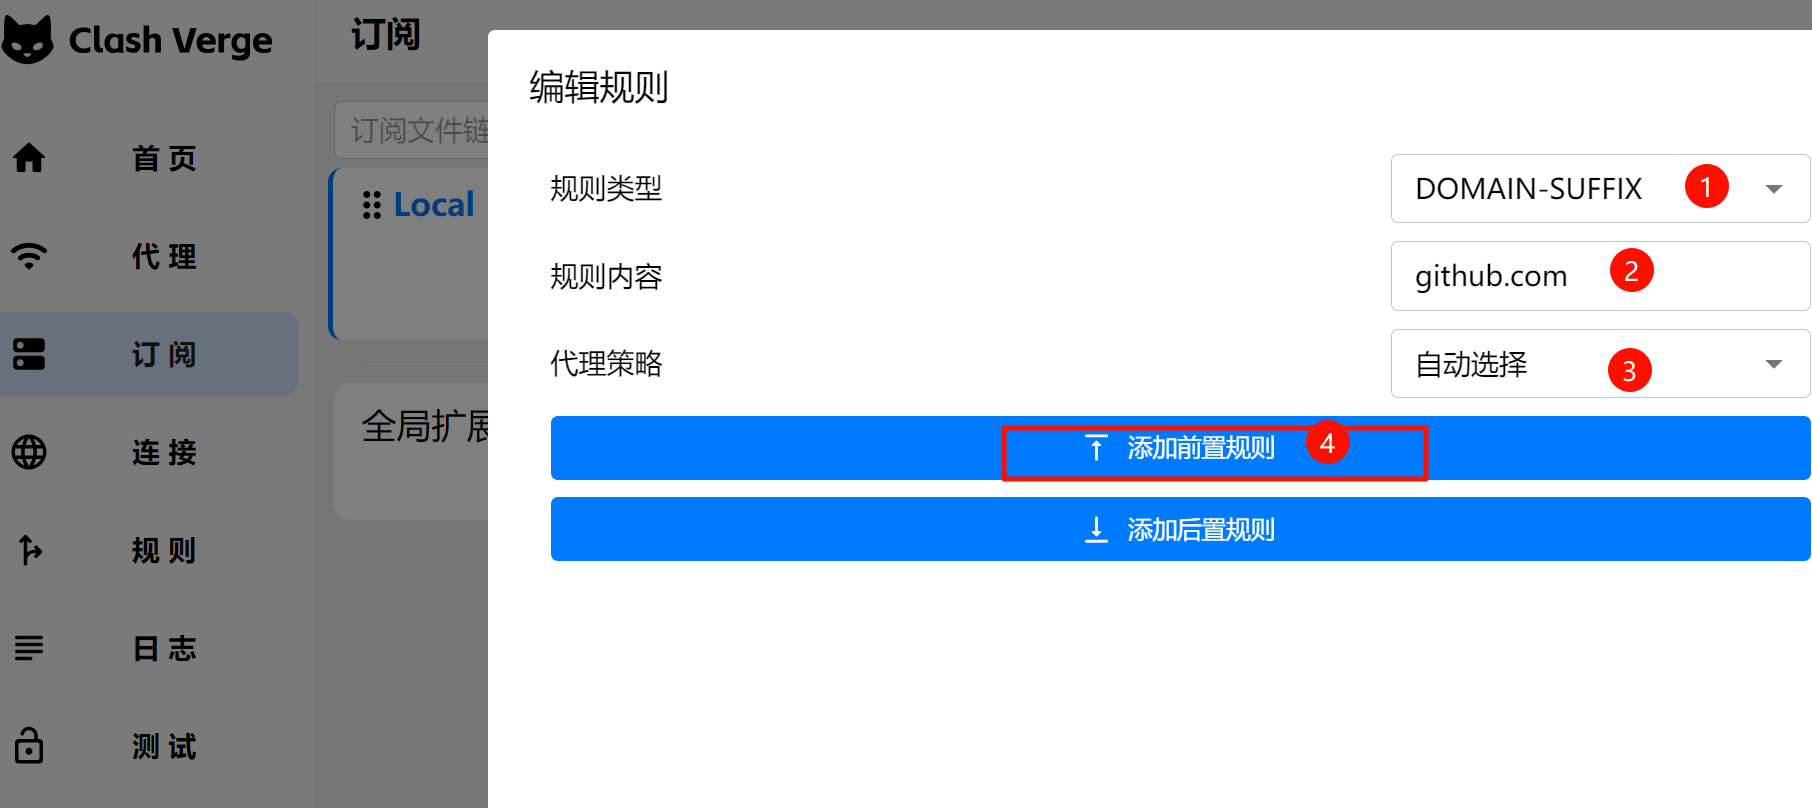 Clash Verge
首 页
代 理
订 阅
连 接
规 则
日 志
测 试
订阅
订阅文件链
Local
全局扩展
编辑规则
规则类型
DOMAIN-SUFFIX
1
规则内容
github.com
2
代理策略
自动选择
3
添加前置规则
4
添加后置规则